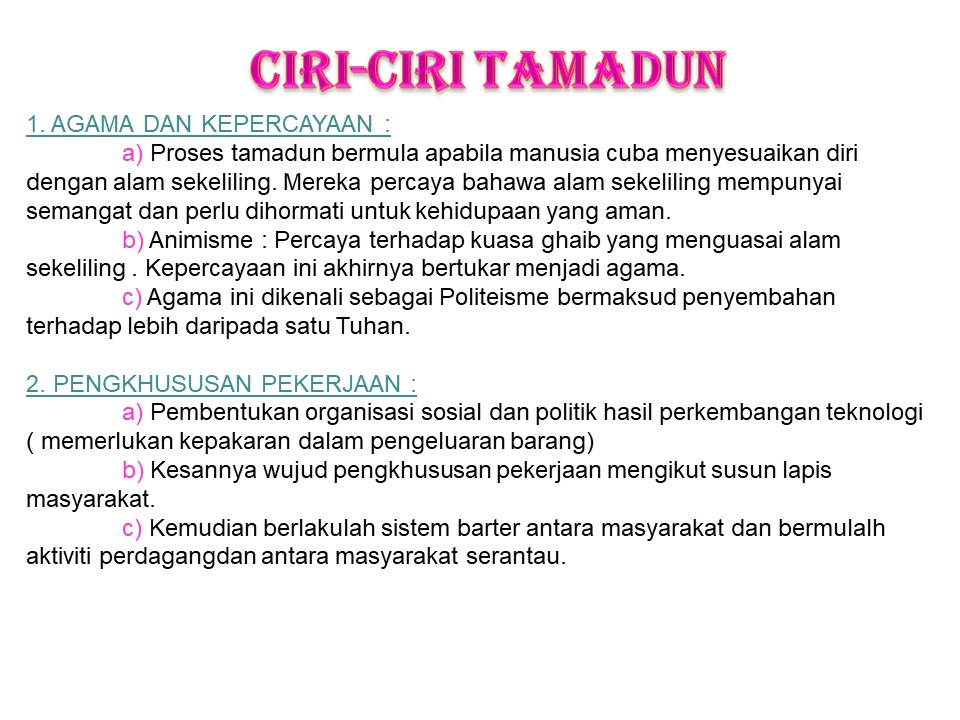 CIRI-CIRI TAMADUN
1. AGAMA DAN KEPERCAYAAN :
a) Proses tamadun bermula apabila manusia cuba menyesuaikan diri
dengan alam sekeliling. Mereka percaya bahawa alam sekeliling mempunyai
semangat dan perlu dihormati untuk kehidupaan yang aman.
b) Animisme : Percaya terhadap kuasa ghaib yang menguasai alam
sekeliling . Kepercayaan ini akhirnya bertukar menjadi agama.
c) Agama ini dikenali sebagai Politeisme bermaksud penyembahan
terhadap lebih daripada satu Tuhan.
2. PENGKHUSUSAN PEKERJAAN :
a) Pembentukan organisasi sosial dan politik hasil perkembangan teknologi
( memerlukan kepakaran dalam pengeluaran barang)
b) Kesannya wujud pengkhususan pekerjaan mengikut susun lapis
masyarakat.
c) Kemudian berlakulah sistem barter antara masyarakat dan bermulalh
aktiviti perdagangdan antara masyarakat serantau.